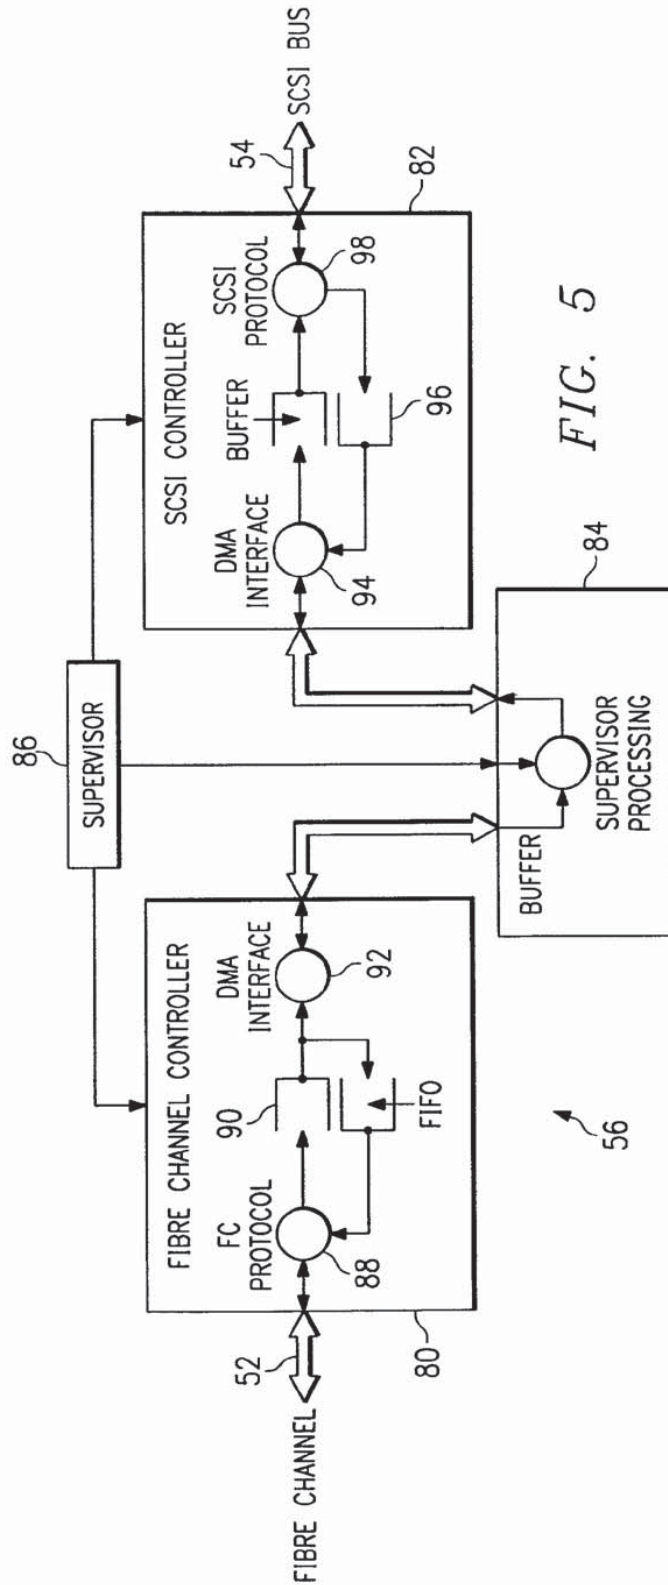 86
SUPERVISOR
FIBRE CHANNEL
52
80
FIBRE CHANNEL CONTROLLER
FC
PROTOCOL
88
90
FIFO
DMA
INTERFACE
92
SCSI CONTROLLER
DMA
INTERFACE
94
BUFFER
96
SCSI
PROTOCOL
98
82
54
SCSI BUS
BUFFER
SUPERVISOR
PROCESSING
84
56
FIG. 5